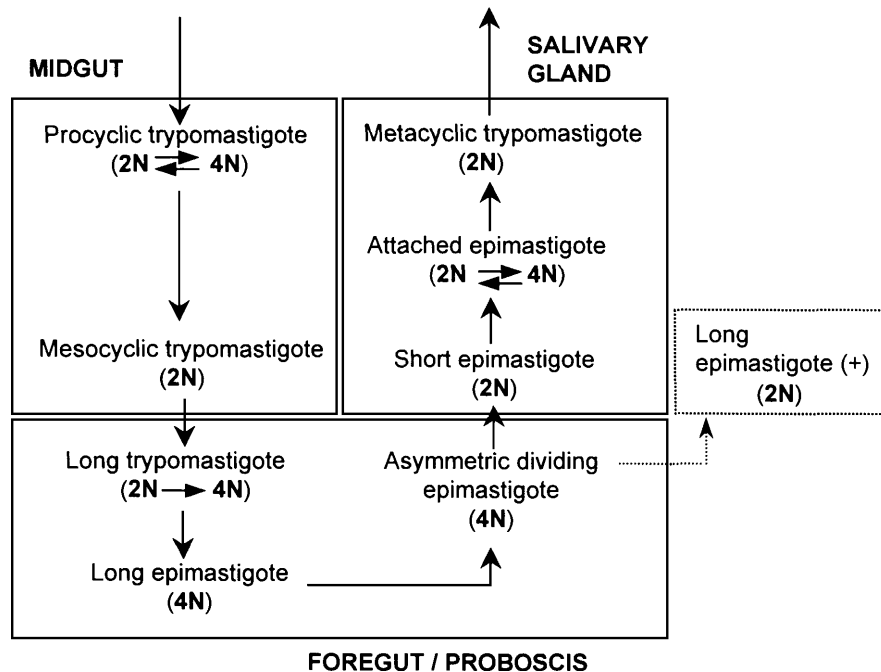 MIDGUT
Procyclic trypomastigote
(2N 4N)
Mesocyclic trypomastigote
(2N)
SALIVARY
GLAND
Metacyclic trypomastigote
(2N)
Attached epimastigote
(2N 4N)
Short epimastigote
(2N)
Long
epimastigote (+)
(2N)
Long trypomastigote
(2N 4N)
Long epimastigote
(4N)
Asymmetric dividing
epimastigote
(4N)
FOREGUT / PROBOSCIS